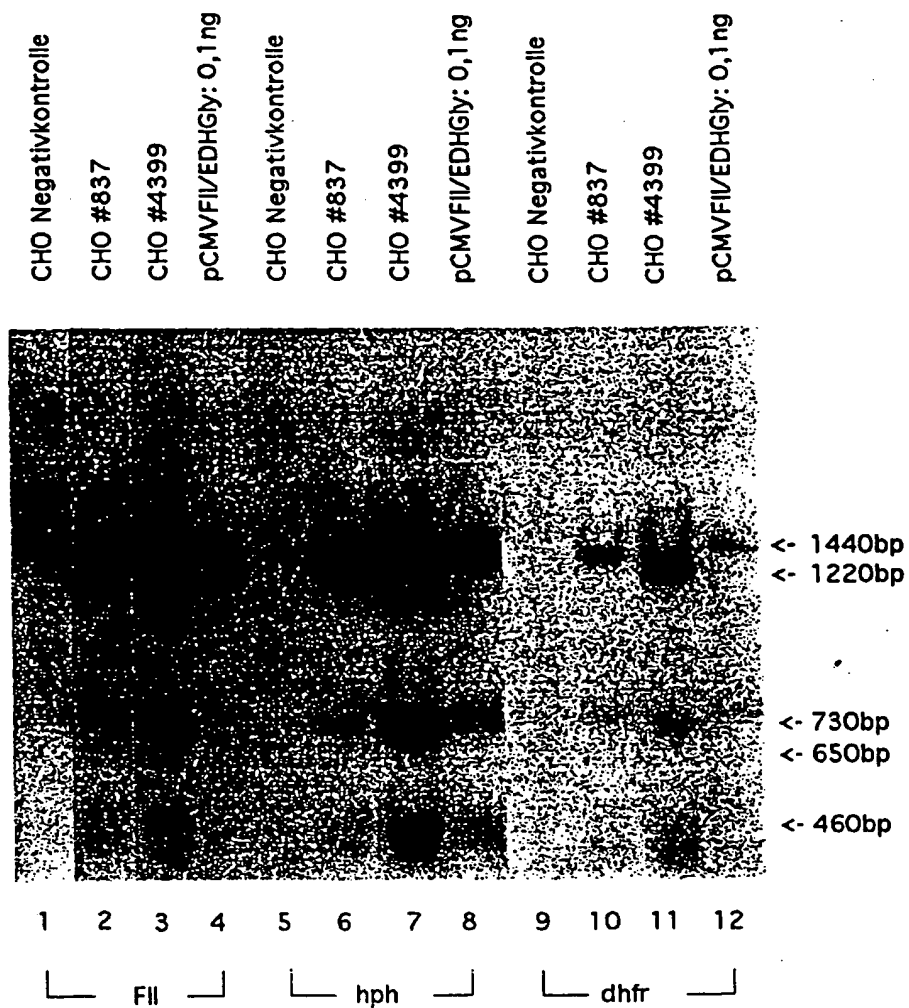 CHO Negativkontrolle
CHO #837
CHO #4399
pCMVFII/EDHGly: 0,1ng
CHO Negativkontrolle
CHO #837
CHO #4399
pCMVFII/EDHGly: 0,1ng
CHO Negativkontrolle
CHO #837
CHO #4399
pCMVFII/EDHGly: 0,1ng
<- 1440bp
<- 1220bp
<- 730bp
<- 650bp
<- 460bp
1 2 3 4 5 6 7 8 9 10 11 12
FII hph dhfr